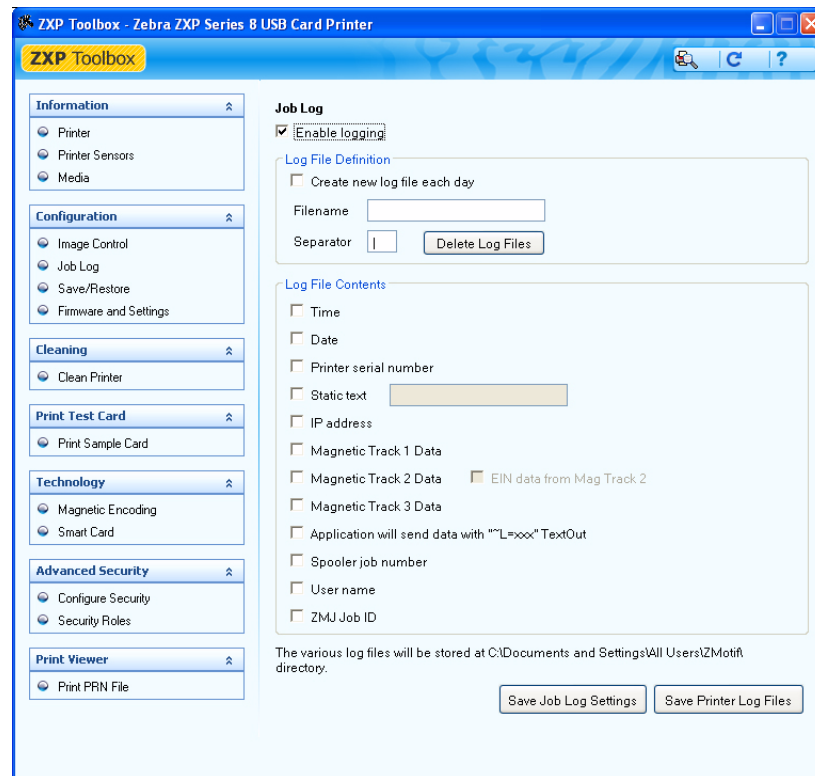 ZXP Toolbox - Zebra ZXP Series 8 USB Card Printer
ZXP Toolbox
?
Information
Printer
Printer Sensors
Media
Configuration
Image Control
Job Log
Save/Restore
Firmware and Settings
Cleaning
Clean Printer
Print Test Card
Print Sample Card
Technology
Magnetic Encoding
Smart Card
Advanced Security
Configure Security
Security Roles
Print Viewer
Print PRN File
Job Log
Enable logging
Log File Definition
Create new log file each day
Filename
Separator |
Delete Log Files
Log File Contents
Time
Date
Printer serial number
Static text
IP address
Magnetic Track 1 Data
Magnetic Track 2 Data EIN data from Mag Track 2
Magnetic Track 3 Data
Application will send data with "~L=xxx" TextOut
Spooler job number
User name
ZMJ Job ID
The various log files will be stored at C:\Documents and Settings\All Users\ZMotif\
directory.
Save Job Log Settings Save Printer Log Files